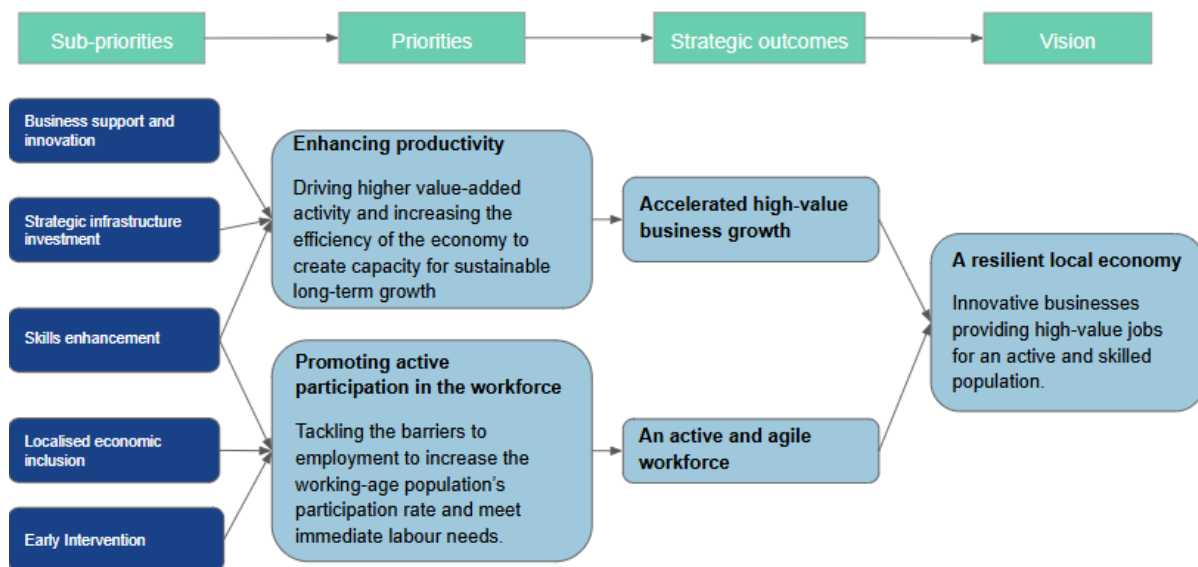 Sub-priorities
Priorities
Strategic outcomes
Vision
Business support and
innovation
Strategic infrastructure
investment
Skills enhancement
Localised economic
inclusion
Early Intervention
Enhancing productivity
Driving higher value-added
activity and increasing the
efficiency of the economy to
create capacity for sustainable
long-term growth
Promoting active
participation in the workforce
Tackling the barriers to
employment to increase the
working-age population’s
participation rate and meet
immediate labour needs.
Accelerated high-value
business growth
An active and agile
workforce
A resilient local economy
Innovative businesses
providing high-value jobs
for an active and skilled
population.